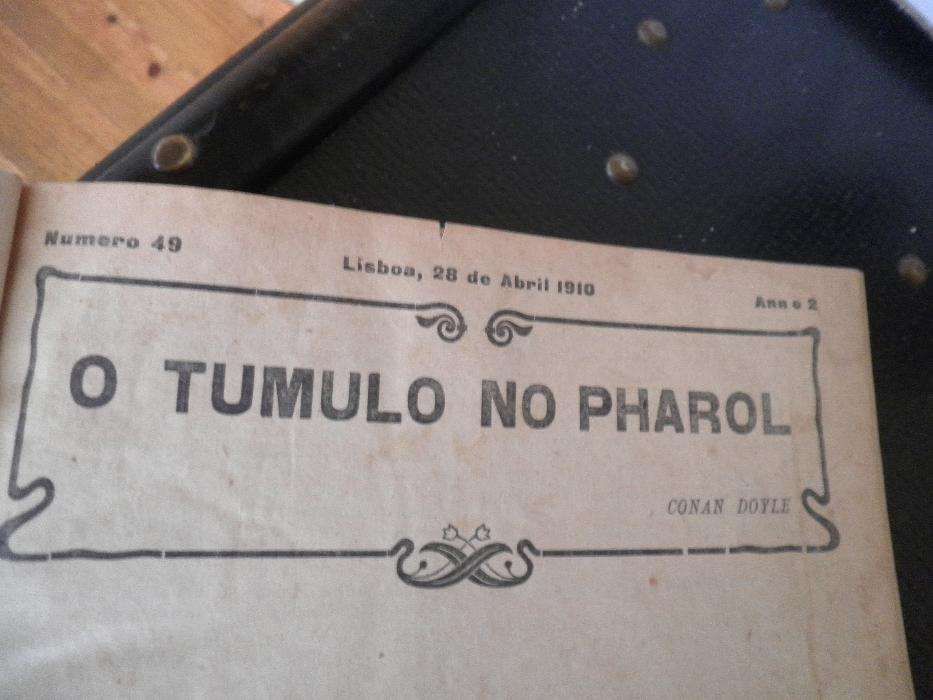 Numero 49
Lisboa, 28 de Abril 1910
Anno 2
O TUMULO NO PHAROL
CONAN DOYLE